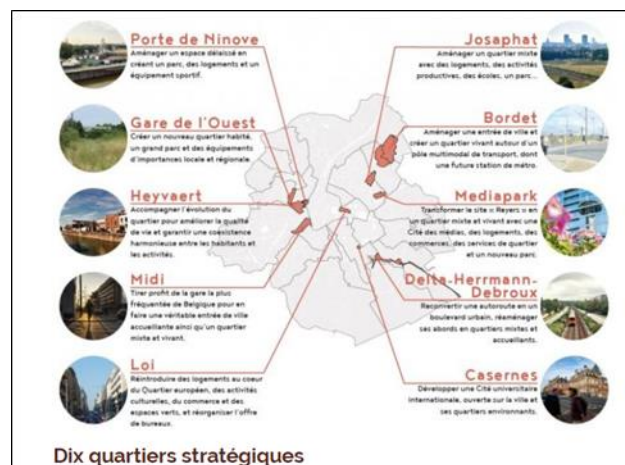 Porte de Ninove
Aménager un espace délaissé en
créant un parc, des logements et un
équipement sportif.
Gare de l'Ouest
Créer un nouveau quartier habité,
un grand parc et des équipements
d'importances locale et régionale.
Heyvaert
Accompagner l'évolution du
quartier pour améliorer la qualité
de vie et garantir une coexistence
harmonieuse entre les habitants et
les activités.
Midi
Tirer profit de la gare la plus
fréquentée de Belgique pour en
faire une véritable entrée de ville
accueillante ainsi qu'un quartier
mixte et vivant.
Loi
Réintroduire des logements au coeur
du Quartier européen, des activités
culturelles, du commerce et des
espaces verts, et réorganiser l'offre
de bureaux.
Josaphat
Aménager un quartier mixte
avec des logements, des activités
productives, des écoles, un parc...
Bordet
Aménager une entrée de ville et
créer un quartier vivant autour d'un
pôle multimodal de transport, dont
une future station de métro.
Mediapark
Transformer le site « Reyers » en
un quartier mixte et vivant avec une
Cité des médias, des logements, des
commerces, des services de quartier
et un nouveau parc.
Delta-Herrmann-
Debroux
Reconvertir une autoroute en un
boulevard urbain, réaménager
ses abords en quartiers mixtes et
accueillants.
Casernes
Développer une Cité universitaire
internationale, ouverte sur la ville et
ses quartiers environnants.
Dix quartiers stratégiques